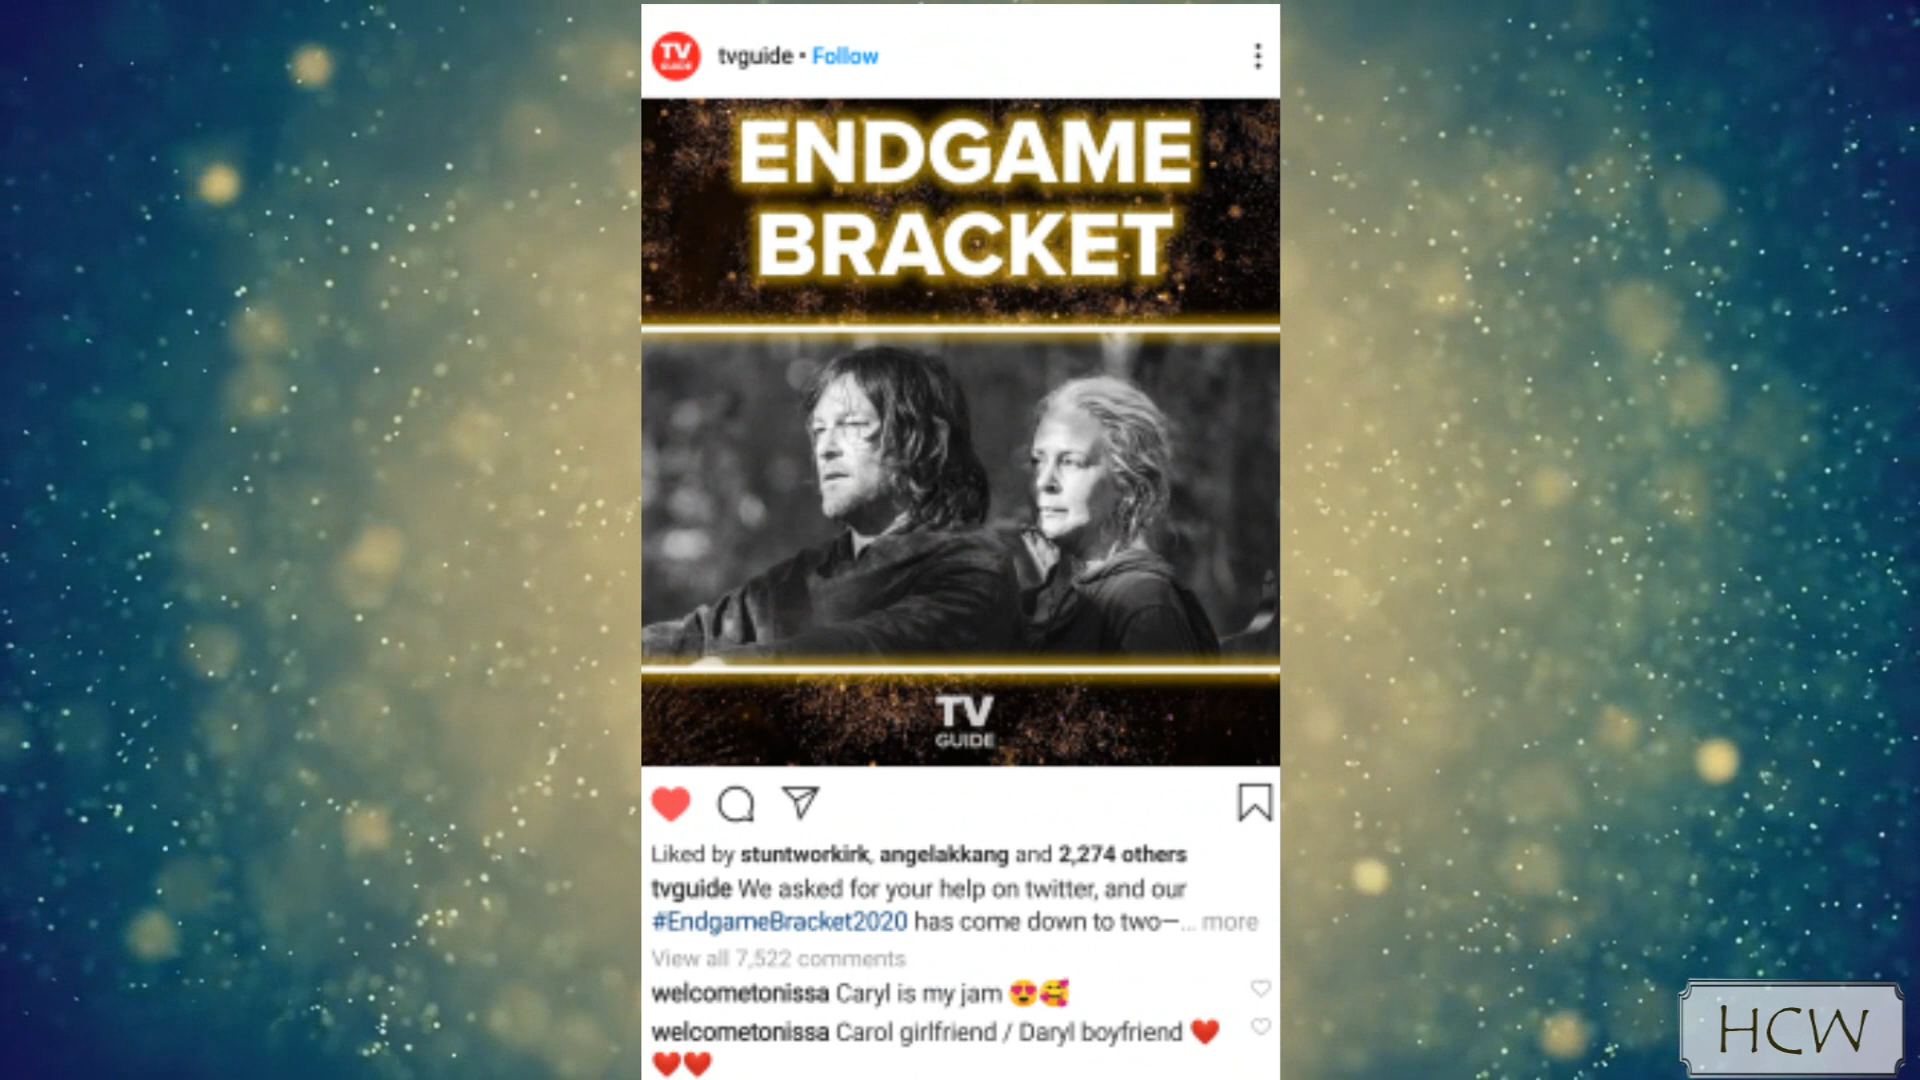 TV
GUIDE
tvguide • Follow
ENDGAME
BRACKET
TV
GUIDE
Liked by stuntworkirk, angelakkang and 2,274 others
tvguide We asked for your help on twitter, and our
#EndgameBracket2020 has come down to two—... more
View all 7,522 comments
welcometonissa Caryl is my jam 😍🥰
welcometonissa Carol girlfriend / Daryl boyfriend ❤️
❤️❤️
HCW